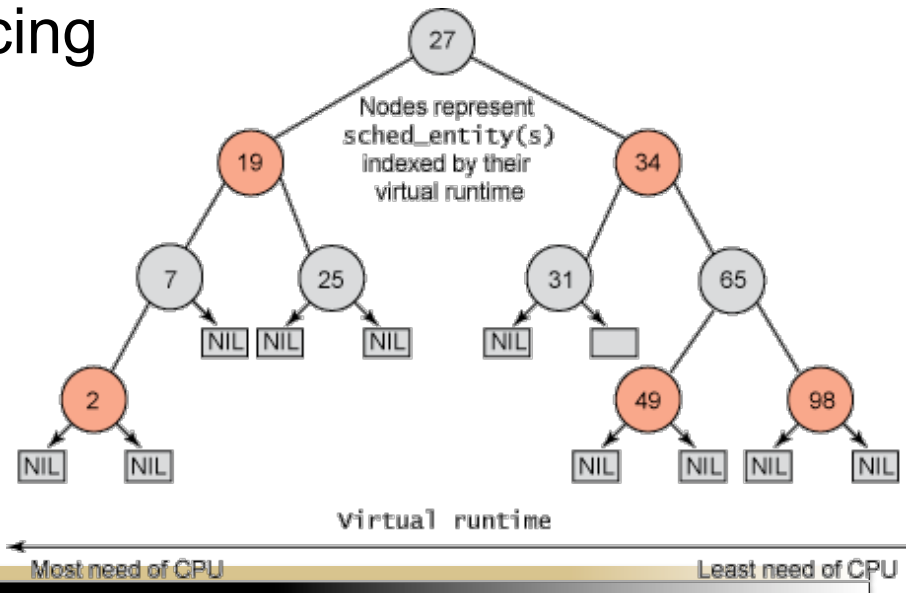 cing
27
Nodes represent
sched_entity(s)
indexed by their
virtual runtime
19
34
7
25
31
65
NIL
NIL
NIL
NIL
2
49
98
NIL
NIL
NIL
NIL
NIL
NIL
Virtual runtime
Most need of CPU
Least need of CPU